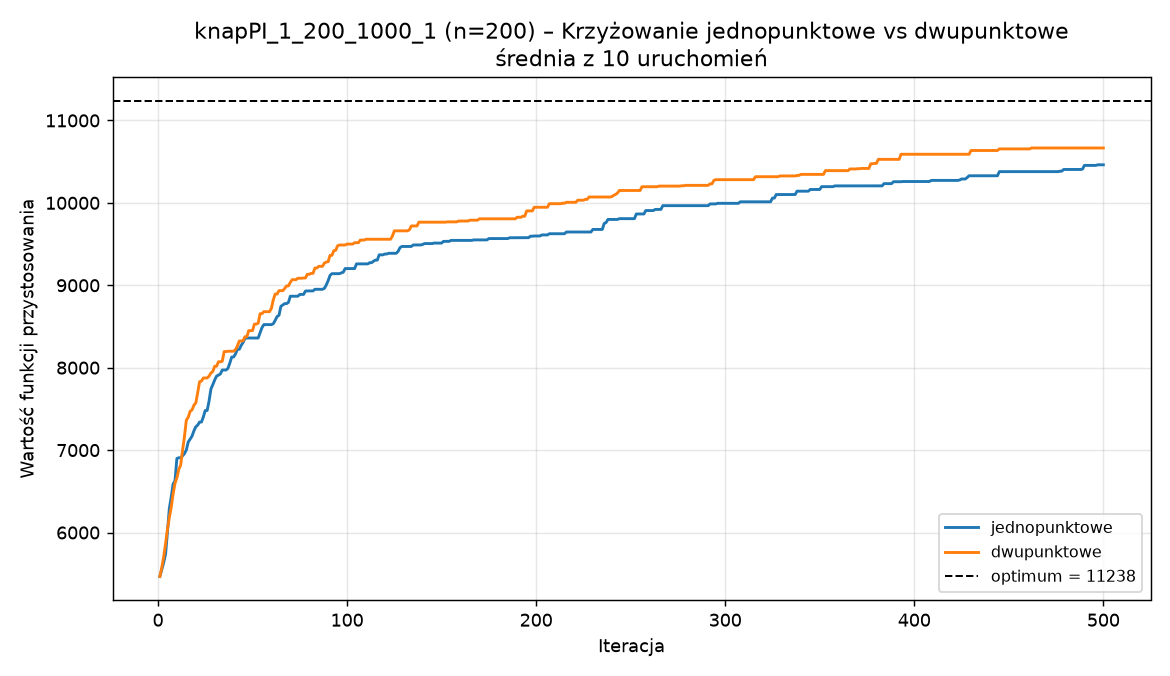 knapPI_1_200_1000_1 (n=200) – Krzyżowanie jednopunktowe vs dwupunktowe
średnia z 10 uruchomień
Wartość funkcji przystosowania
11000
10000
9000
8000
7000
6000
jednopunktowe
dwupunktowe
optimum = 11238
0
100
200
300
400
500
Iteracja